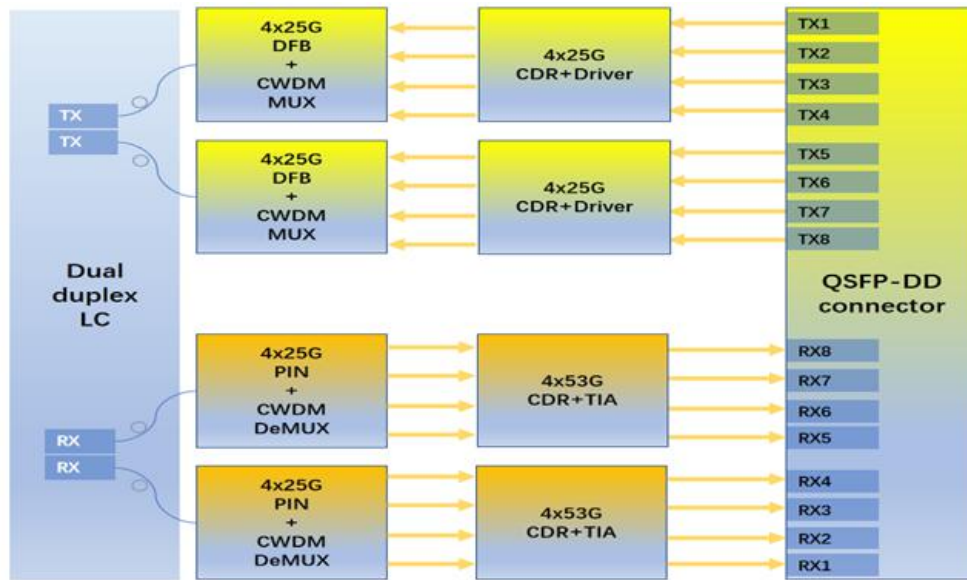 4x25G
DFB
+
CWDM
MUX
4x25G
CDR+Driver
TX1
TX2
TX3
TX4
TX
TX
4x25G
DFB
+
CWDM
MUX
4x25G
CDR+Driver
TX5
TX6
TX7
TX8
Dual
duplex
LC
QSFP-DD
connector
4x25G
PIN
+
CWDM
DeMUX
4x53G
CDR+TIA
RX8
RX7
RX6
RX5
RX
RX
4x25G
PIN
+
CWDM
DeMUX
4x53G
CDR+TIA
RX4
RX3
RX2
RX1